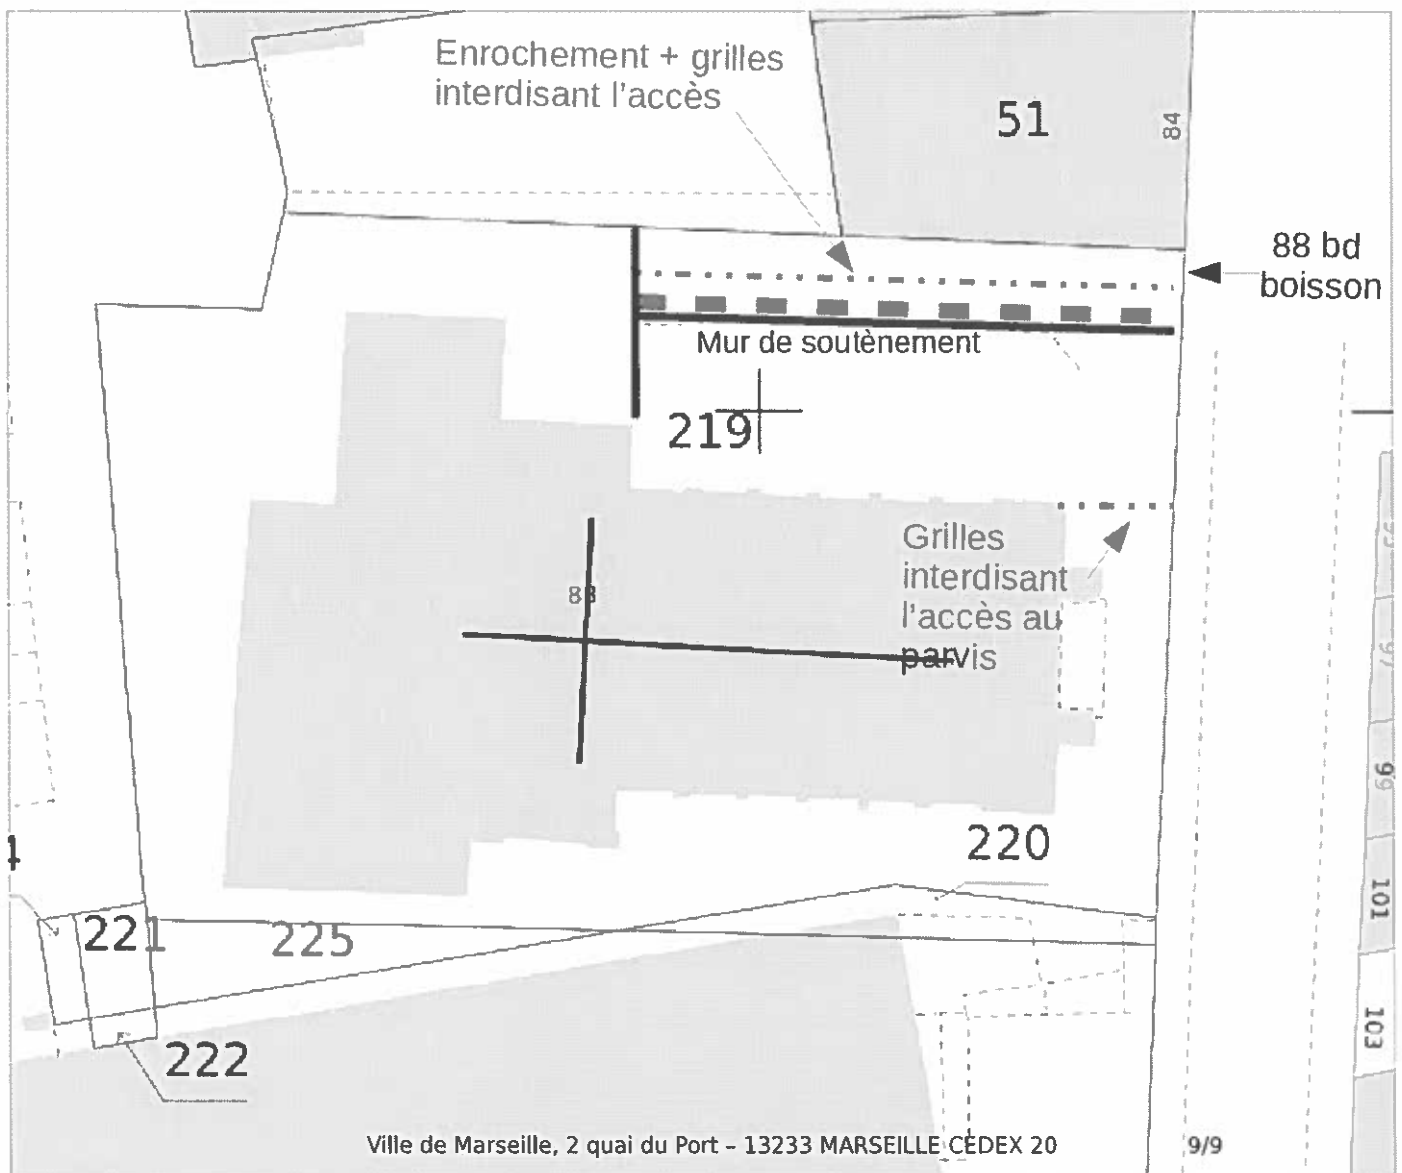 Enrochement + grilles
interdisant l'accès
51
84
88 bd
boisson
Mur de soutènement
219
Grilles
interdisant
l'accès au
parvis
88
97
99
220
101
221
225
103
222
Ville de Marseille, 2 quai du Port – 13233 MARSEILLE CEDEX 20
9/9